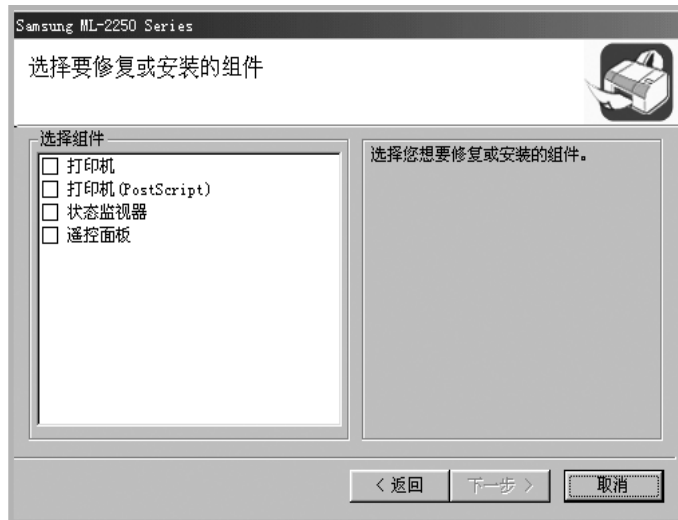 Samsung ML-2250 Series
选择要修复或安装的组件
选择组件
打印机
打印机(PostScript)
状态监视器
遥控面板
选择您想要修复或安装的组件。
< 返回
下一步 >
取消